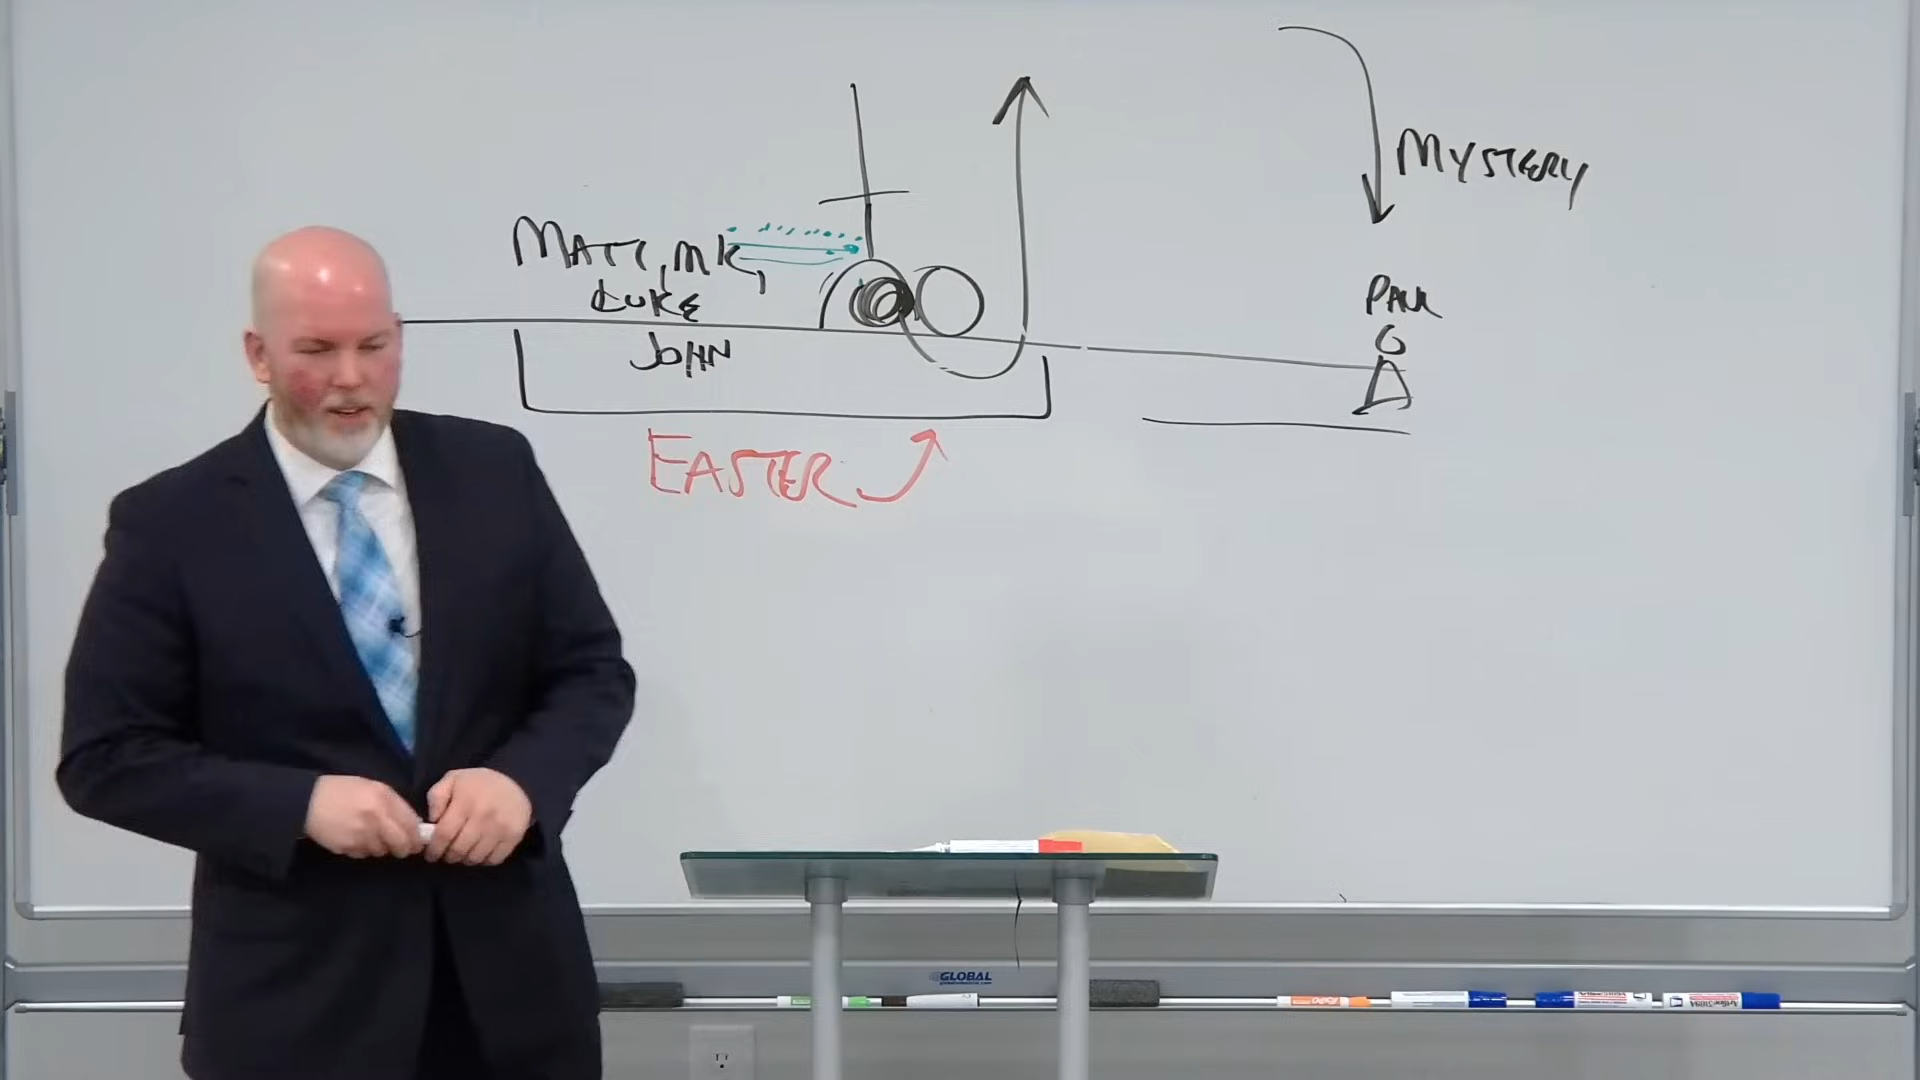 MYSTERY
MATT, MK,
LUKE
PAUL
JOHN
EASTER
GLOBAL